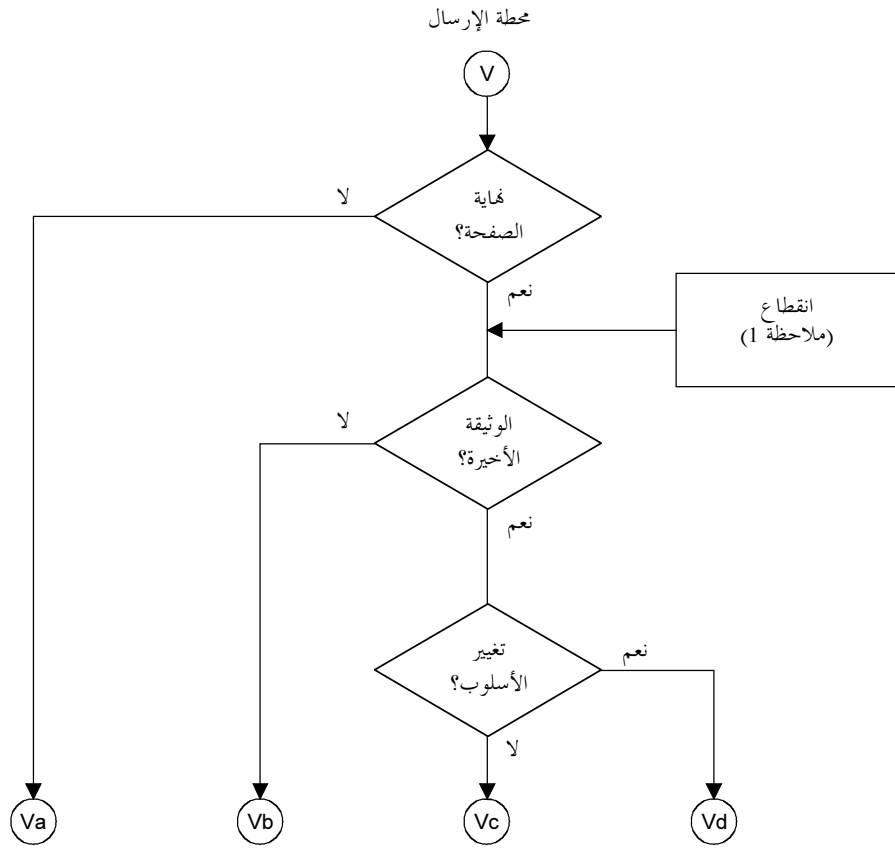 محطة الإرسال
V
نهاية
الصفحة؟
لا
نعم
انقطاع
(ملاحظة 1)
الوثيقة
الأخيرة؟
لا
نعم
تغيير
الأسلوب؟
نعم
لا
Va
Vb
Vc
Vd